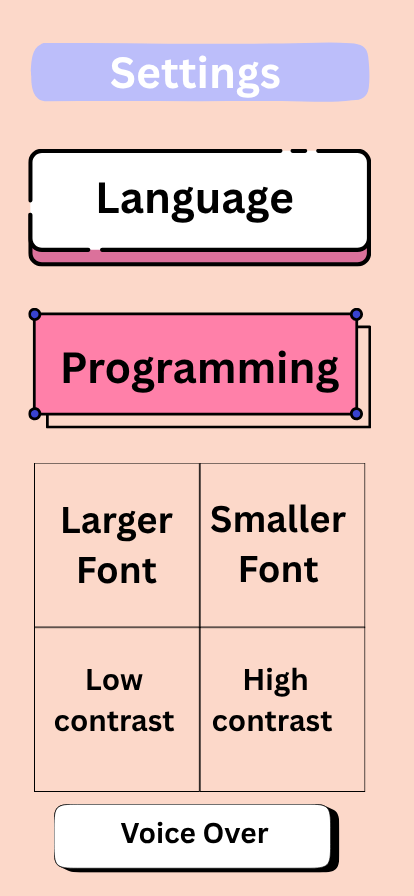 Settings
Language
Programming
Larger
Font
Smaller
Font
Low
contrast
High
contrast
Voice Over